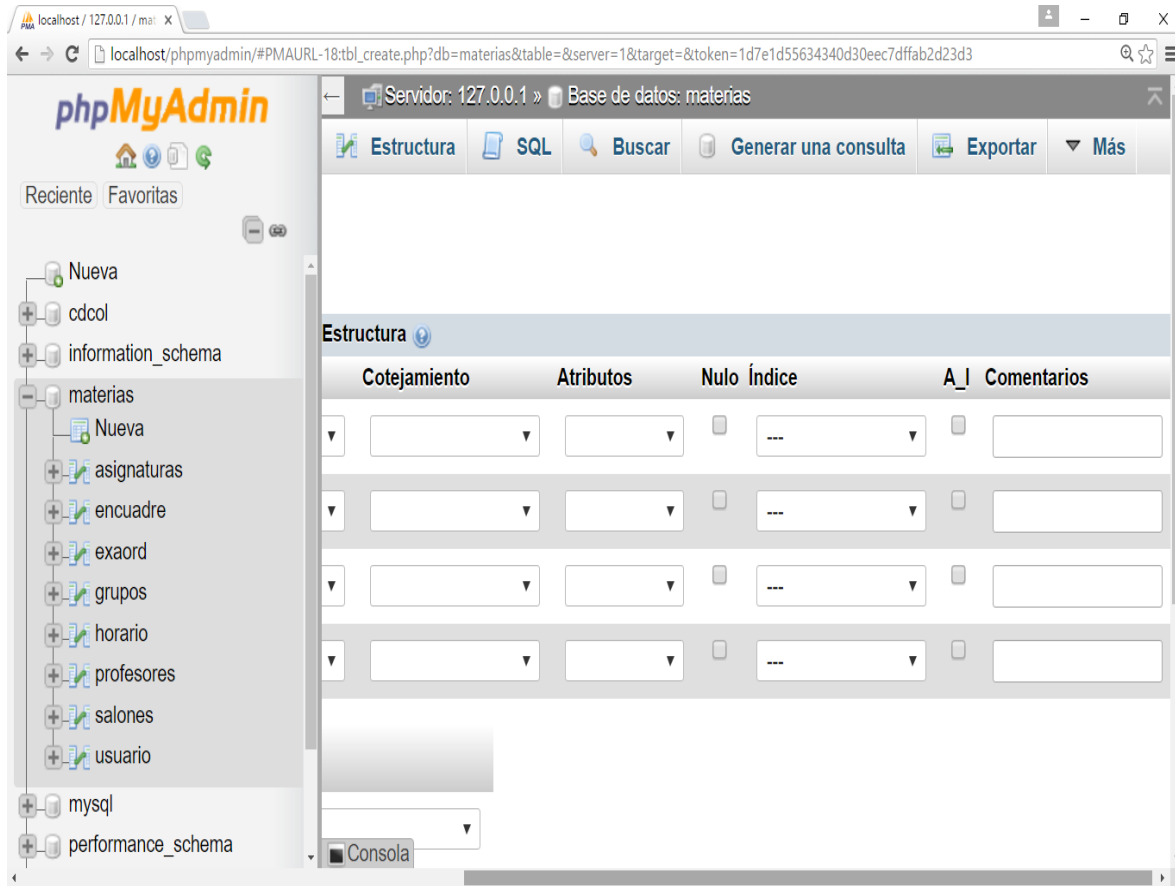 localhost / 127.0.0.1 / mat
localhost/phpmyadmin/#PMAURL-18:tbl_create.php?db=materias&table=&server=1&target=&token=1d7e1d55634340d30eec7dffab2d23d3
phpMyAdmin
Reciente Favoritas
Nueva
cdcol
information_schema
materias
Nueva
asignaturas
encuadre
exaord
grupos
horario
profesores
salones
usuario
mysql
performance_schema
Servidor: 127.0.0.1 » Base de datos: materias
Estructura SQL Buscar Generar una consulta Exportar Más
Estructura
Cotejamiento Atributos Nulo Índice A_I Comentarios
---
---
---
---
Consola